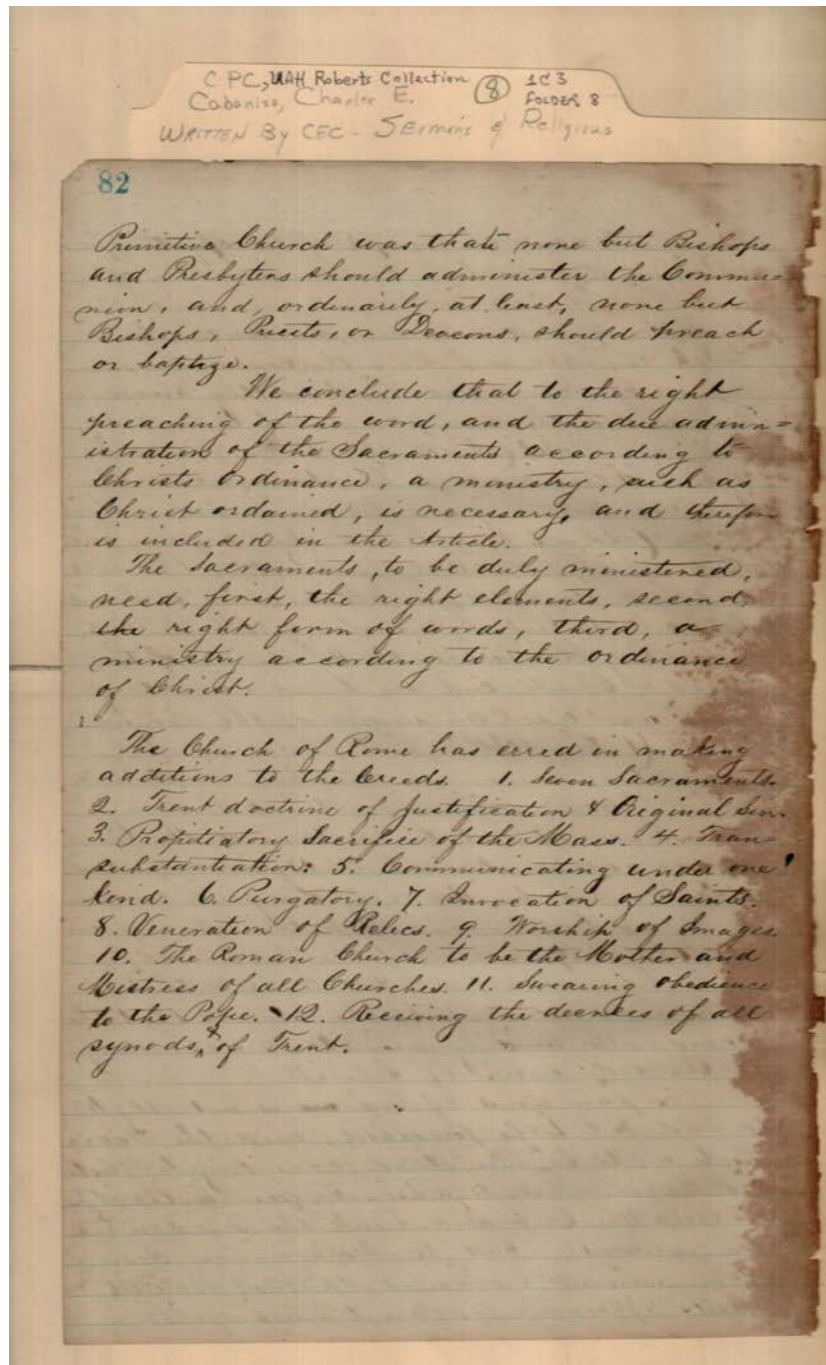 CPC, UAH Roberts Collection 8 1C3
Cabaniss, Charles E. FOLDER 8
WRITTEN By CEC - SErmins & Religious
82
Primitive Church was that none but Bishops
and Presbyters should administer the Commu=
nion, and, ordinarily, at least, none but
Bishops, Priests, or Deacons, should preach
or baptize.
We conclude that to the right
preaching of the word, and the due admin=
istration of the Sacraments according to
Christs ordinance, a ministry, such as
Christ ordained, is necessary, and therefore
is included in the Article.
The Sacraments, to be duly ministered,
need, first, the right elements, second,
the right form of words, third, a
ministry according to the ordinance
of Christ.
The Church of Rome has erred in making
additions to the Creeds. 1. Seven Sacraments.
2. Trent doctrine of Justification & Original Sin.
3. Propitiatory Sacrifice of the Mass. 4. Tran=
substantiation: 5. Communicating under one
kind. 6. Purgatory. 7. Invocation of Saints.
8. Veneration of Relics. 9. Worship of Images.
10. The Roman Church to be the Mother and
Mistress of all Churches. 11. Swearing obedience
to the Pope. 12. Receiving the decrees of all
synods, & of Trent.